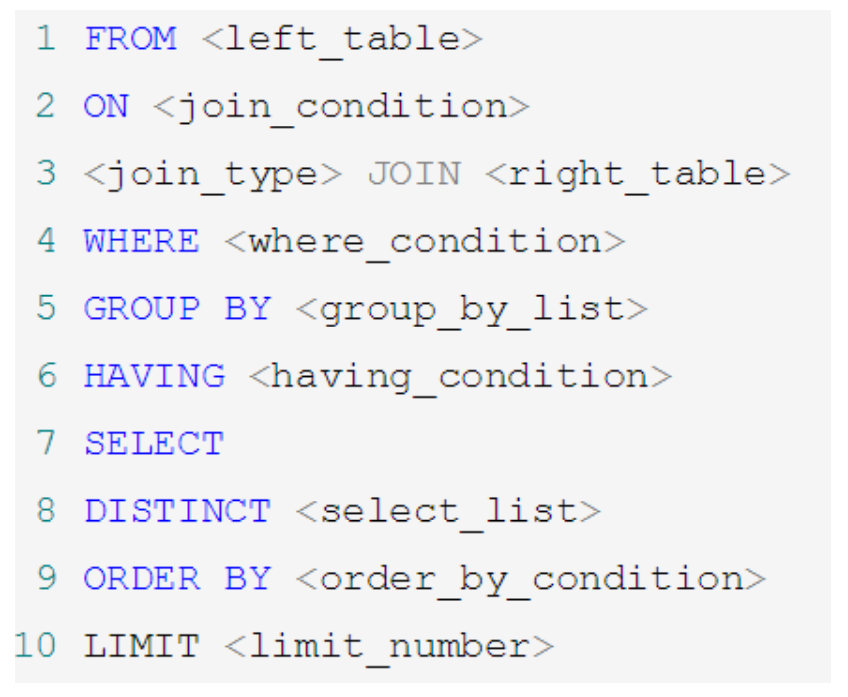 1 FROM <left_table>
2 ON <join_condition>
3 <join_type> JOIN <right_table>
4 WHERE <where_condition>
5 GROUP BY <group_by_list>
6 HAVING <having_condition>
7 SELECT
8 DISTINCT <select_list>
9 ORDER BY <order_by_condition>
10 LIMIT <limit_number>